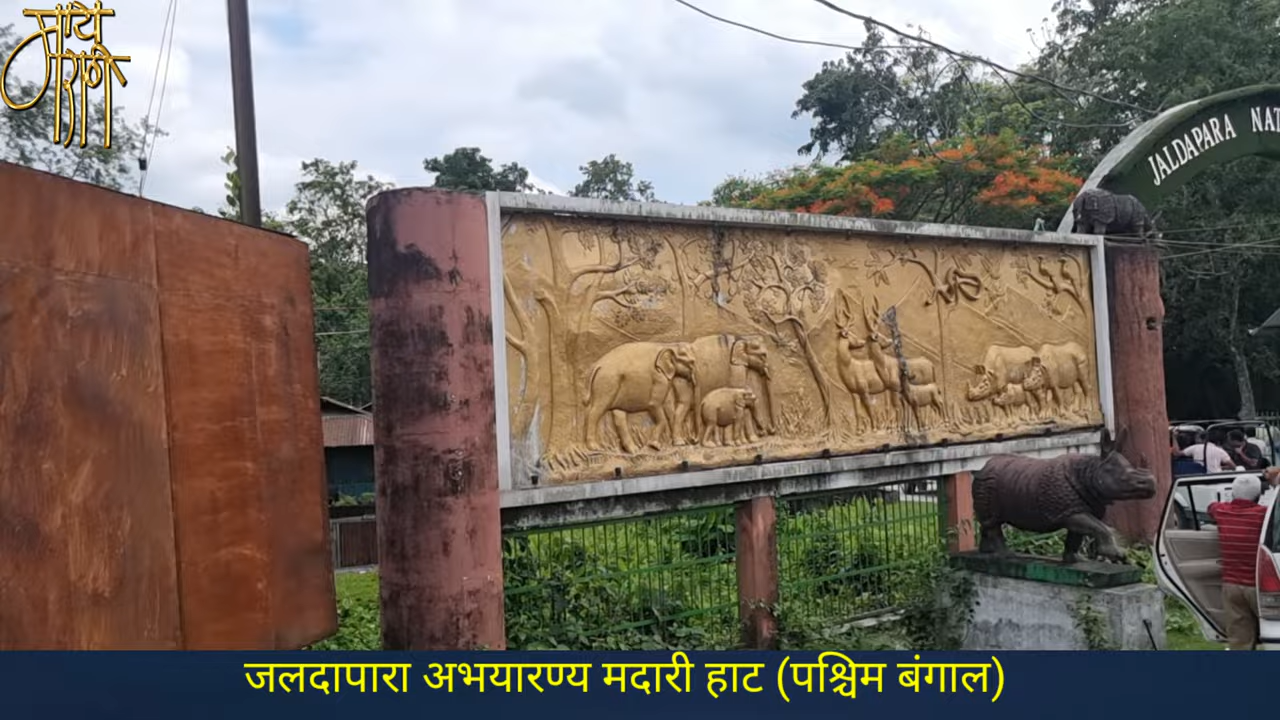 JALDAPARA NAT
जलदापारा अभयारण्य मदारी हाट (पश्चिम बंगाल)